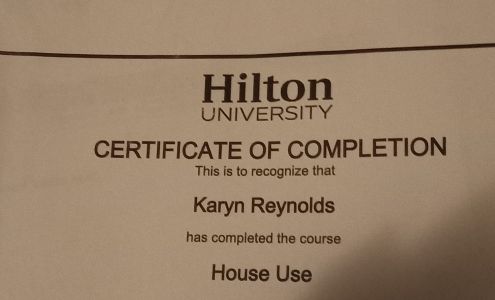 Hilton
UNIVERSITY
CERTIFICATE OF COMPLETION
This is to recognize that
Karyn Reynolds
has completed the course
House Use